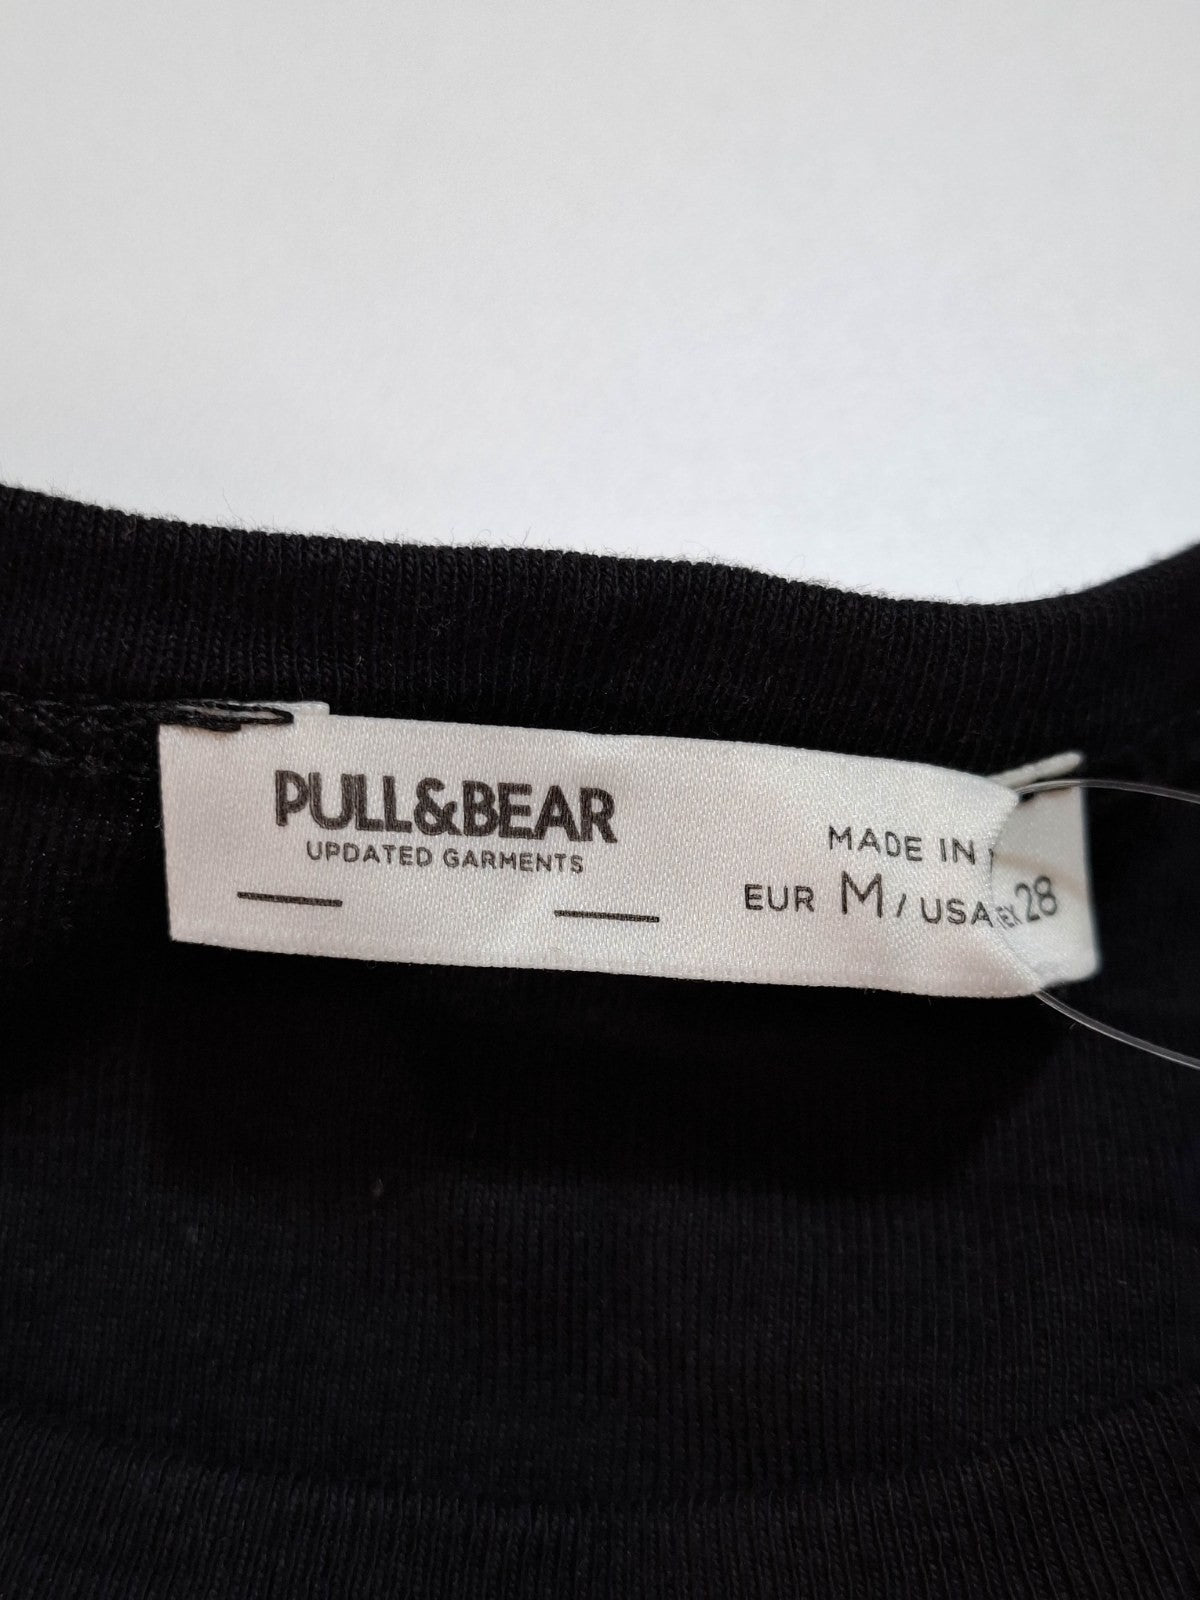 PULL&BEAR
UPDATED GARMENTS
MADE IN
EUR M / USA
28